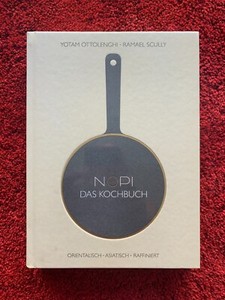 YOTAM OTTOLENGHI • RAMAEL SCULLY
NOPI
DAS KOCHBUCH
ORIENTALISCH • ASIATISCH • RAFFINIERT